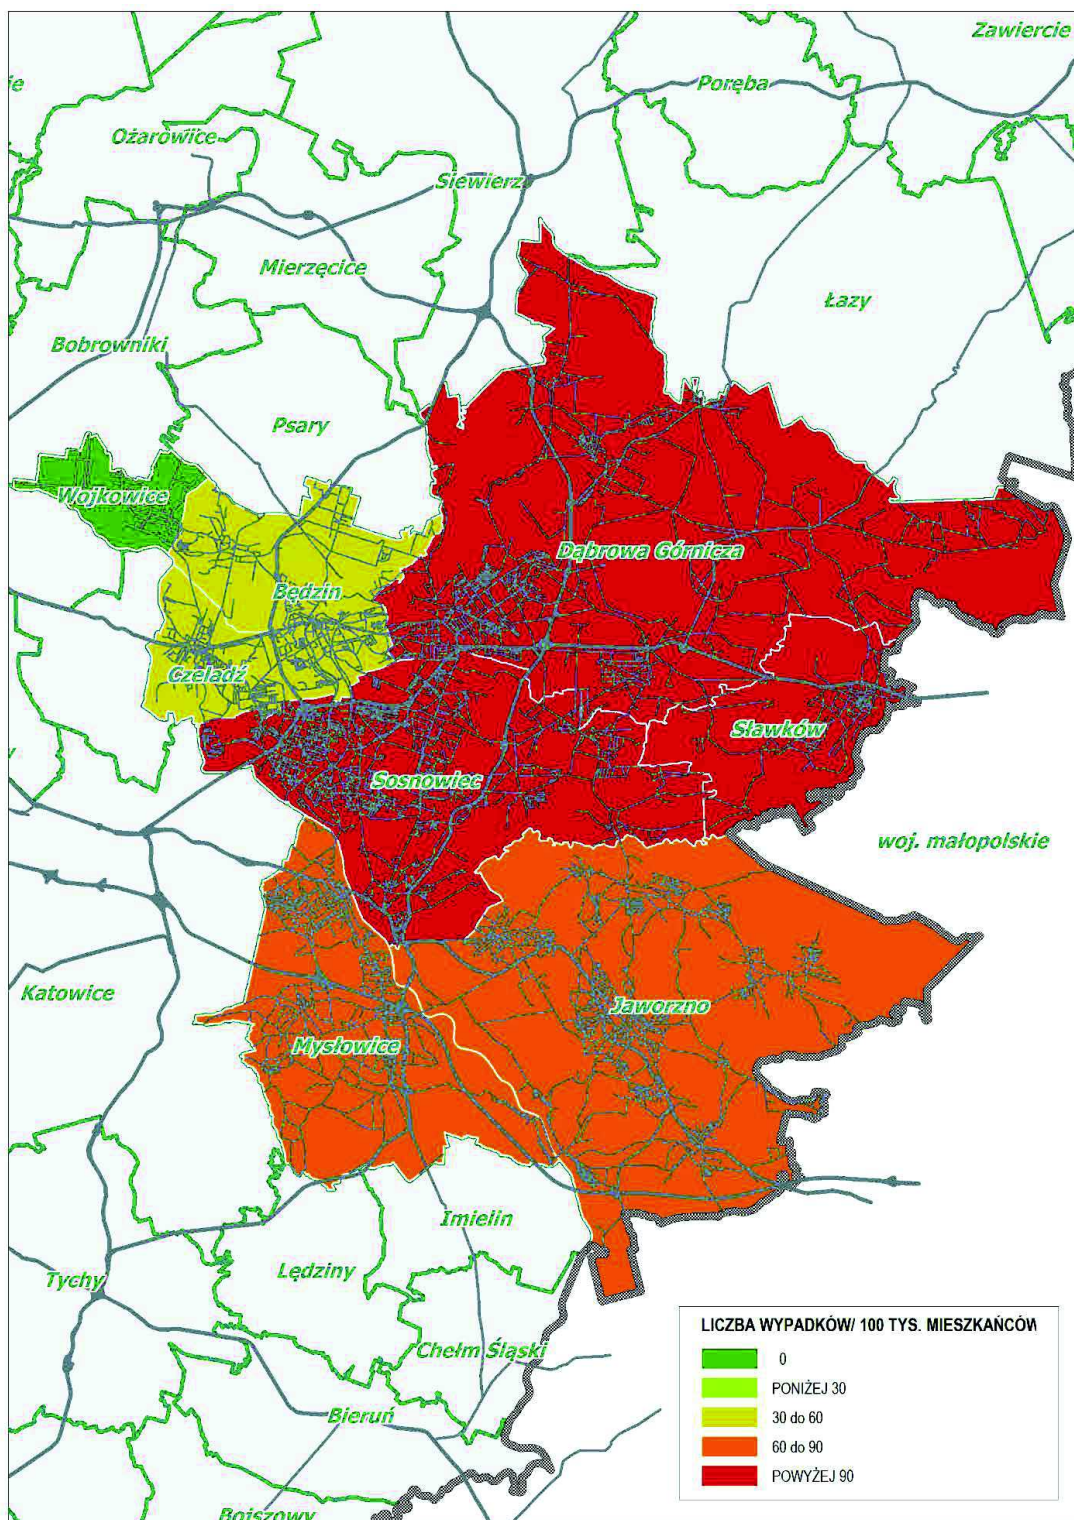 Zawiercie
ie
Poręba
Ożarowice
Siewierz
Mierzęcice
Łazy
Bobrowniki
Psary
Wojkowice
Dąbrowa Górnicza
Będzin
Czeladź
Sławków
Sosnowiec
woj. małopolskie
Katowice
Jaworzno
Mysłowice
Imielin
Lędziny
Tychy
Chełm Śląski
Bieruń
Bojszowy
LICZBA WYPADKÓW/ 100 TYS. MIESZKAŃCÓW
0
PONIŻEJ 30
30 do 60
60 do 90
POWYŻEJ 90